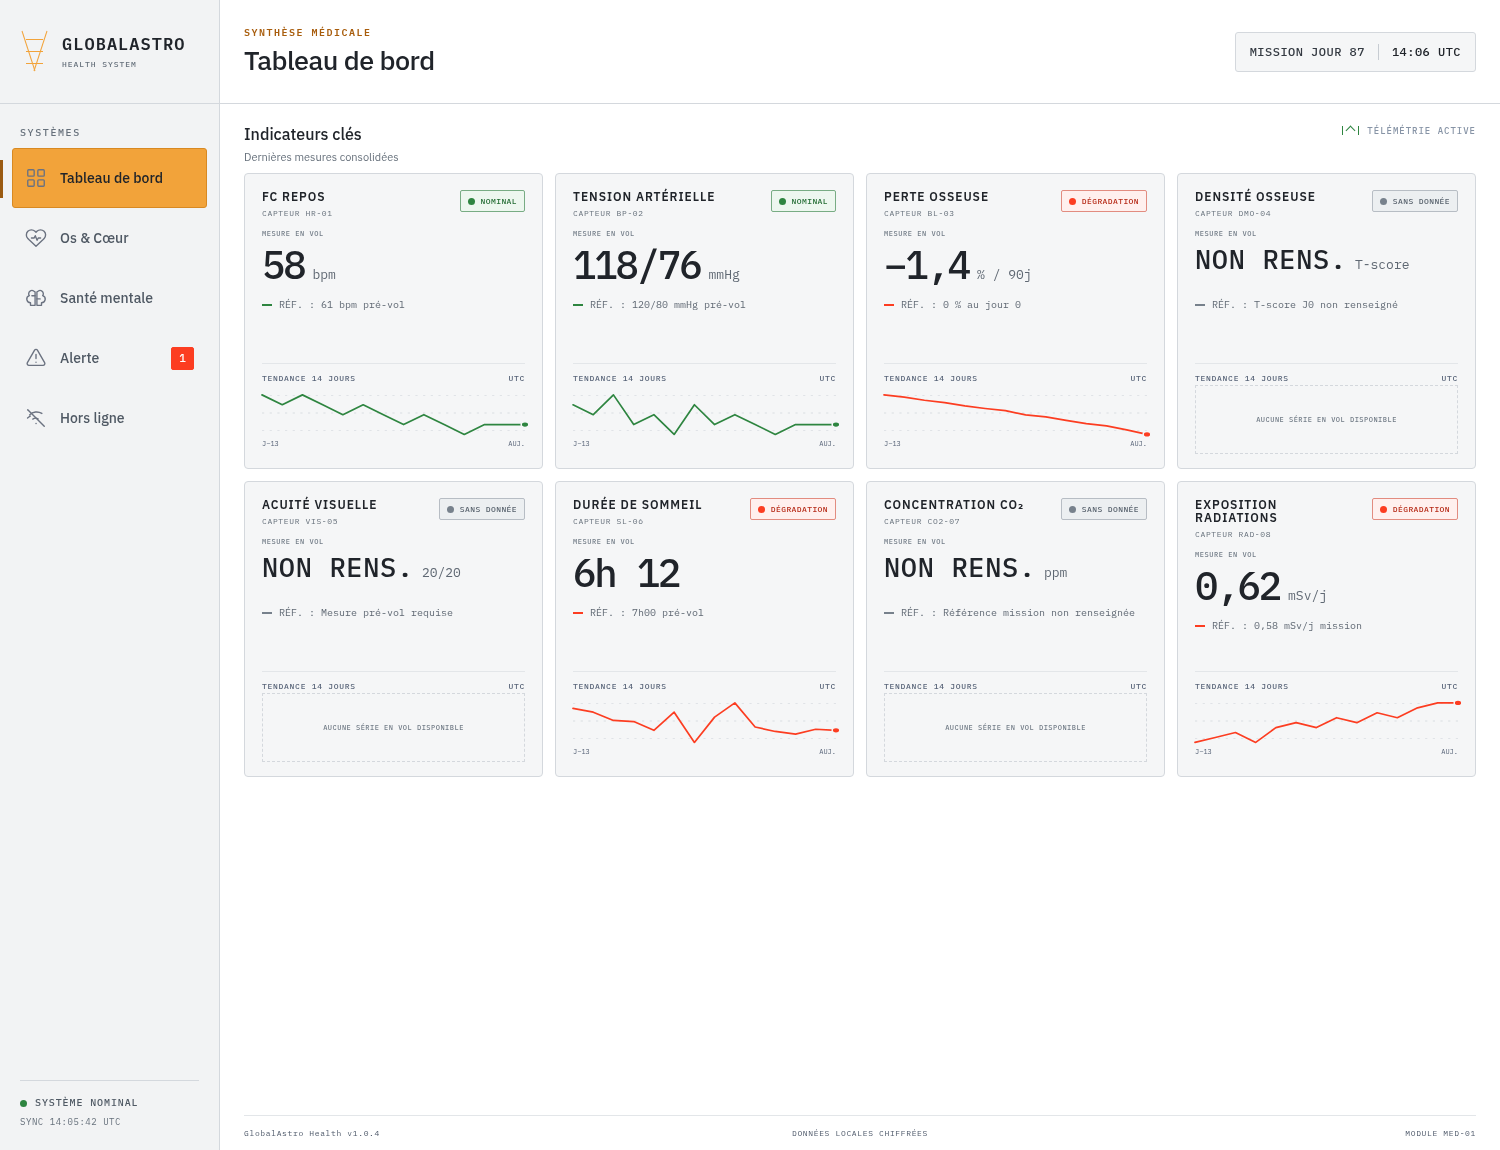 GLOBALASTRO
HEALTH SYSTEM
SYSTÈMES
Tableau de bord
Os & Cœur
Santé mentale
Alerte 1
Hors ligne
SYSTÈME NOMINAL
SYNC 14:05:42 UTC
SYNTHÈSE MÉDICALE
Tableau de bord
MISSION JOUR 87 14:06 UTC
Indicateurs clés
Dernières mesures consolidées
TÉLÉMÉTRIE ACTIVE
FC REPOS
NOMINAL
CAPTEUR HR-01
MESURE EN VOL
58 bpm
RÉF. : 61 bpm pré-vol
TENDANCE 14 JOURS UTC
J-13 AUJ.
TENSION ARTÉRIELLE
NOMINAL
CAPTEUR BP-02
MESURE EN VOL
118/76 mmHg
RÉF. : 120/80 mmHg pré-vol
TENDANCE 14 JOURS UTC
J-13 AUJ.
PERTE OSSEUSE
DÉGRADATION
CAPTEUR BL-03
MESURE EN VOL
−1,4 % / 90j
RÉF. : 0 % au jour 0
TENDANCE 14 JOURS UTC
J-13 AUJ.
DENSITÉ OSSEUSE
SANS DONNÉE
CAPTEUR DMO-04
MESURE EN VOL
NON RENS. T-score
RÉF. : T-score J0 non renseigné
TENDANCE 14 JOURS UTC
AUCUNE SÉRIE EN VOL DISPONIBLE
ACUITÉ VISUELLE
SANS DONNÉE
CAPTEUR VIS-05
MESURE EN VOL
NON RENS. 20/20
RÉF. : Mesure pré-vol requise
TENDANCE 14 JOURS UTC
AUCUNE SÉRIE EN VOL DISPONIBLE
DURÉE DE SOMMEIL
DÉGRADATION
CAPTEUR SL-06
MESURE EN VOL
6h 12
RÉF. : 7h00 pré-vol
TENDANCE 14 JOURS UTC
J-13 AUJ.
CONCENTRATION CO₂
SANS DONNÉE
CAPTEUR CO2-07
MESURE EN VOL
NON RENS. ppm
RÉF. : Référence mission non renseignée
TENDANCE 14 JOURS UTC
AUCUNE SÉRIE EN VOL DISPONIBLE
EXPOSITION
RADIATIONS
DÉGRADATION
CAPTEUR RAD-08
MESURE EN VOL
0,62 mSv/j
RÉF. : 0,58 mSv/j mission
TENDANCE 14 JOURS UTC
J-13 AUJ.
GlobalAstro Health v1.0.4
DONNÉES LOCALES CHIFFRÉES
MODULE MED-01